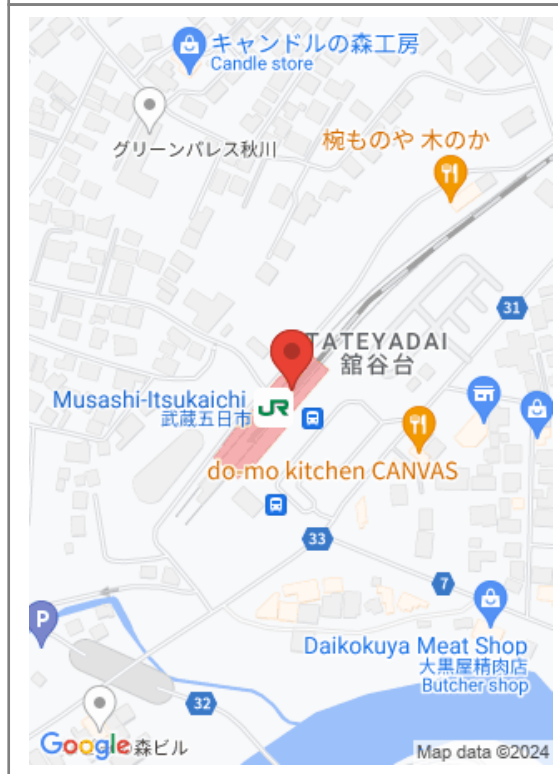 キャンドルの森工房
Candle store
グリーンパレス秋川
椀ものや 木のか
31
TATEYADAI
舘谷台
Musashi-Itsukaichi
武蔵五日市
JR
do-mo kitchen CANVAS
33
7
P
Daikokuya Meat Shop
大黒屋精肉店
Butcher shop
32
Google
森ビル
Map data ©2024